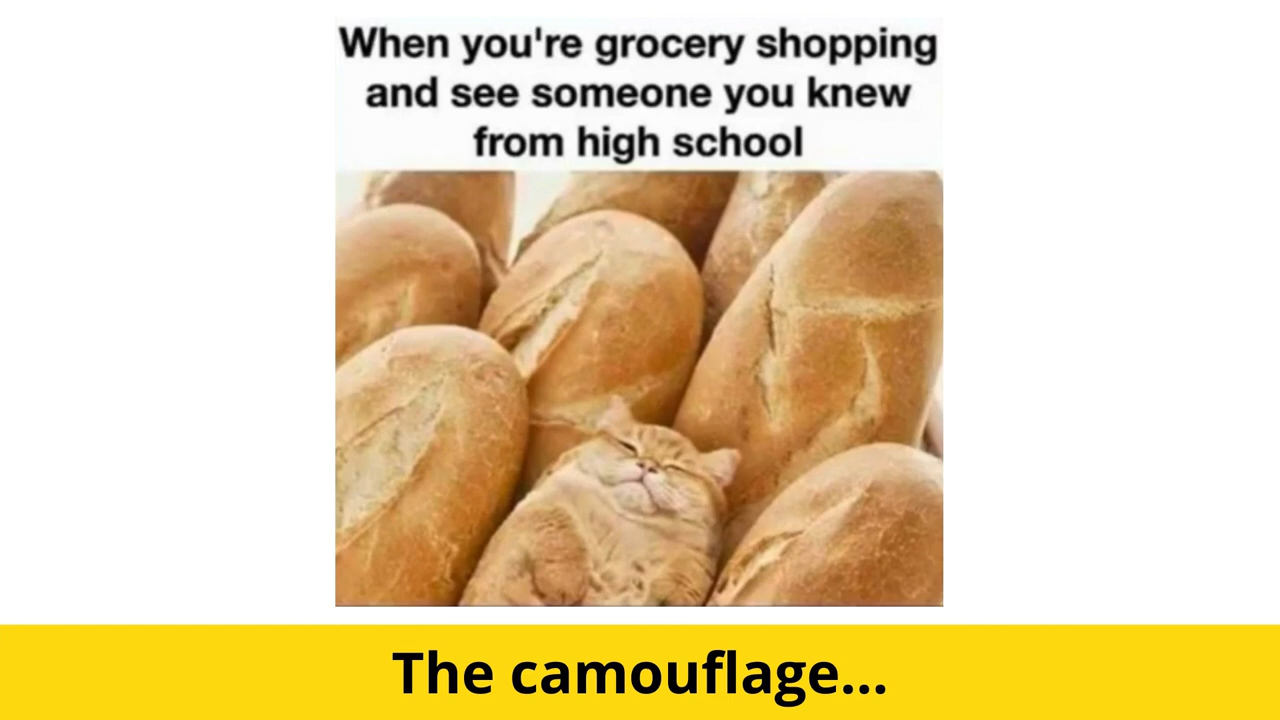 When you're grocery shopping
and see someone you knew
from high school
The camouflage...